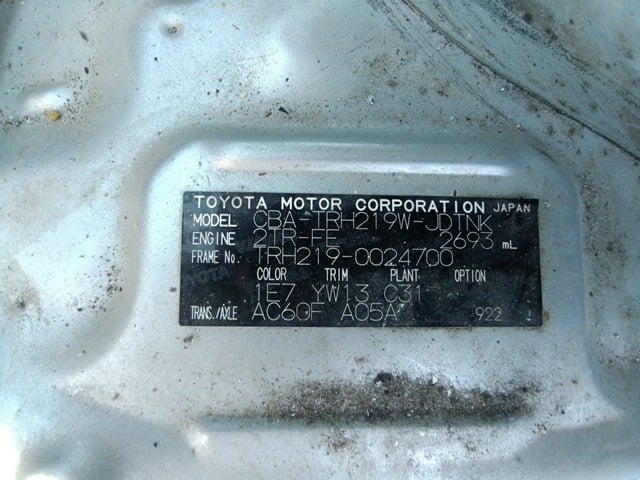 TOYOTA MOTOR CORPORATION JAPAN
MODEL CBA-TRH219W-JDTNK
ENGINE 2TR-FE 2693 mL
FRAME No. TRH219-0024700
COLOR TRIM PLANT OPTION
1E7 YW13 C31
TRANS./AXLE AC60F A05A 922